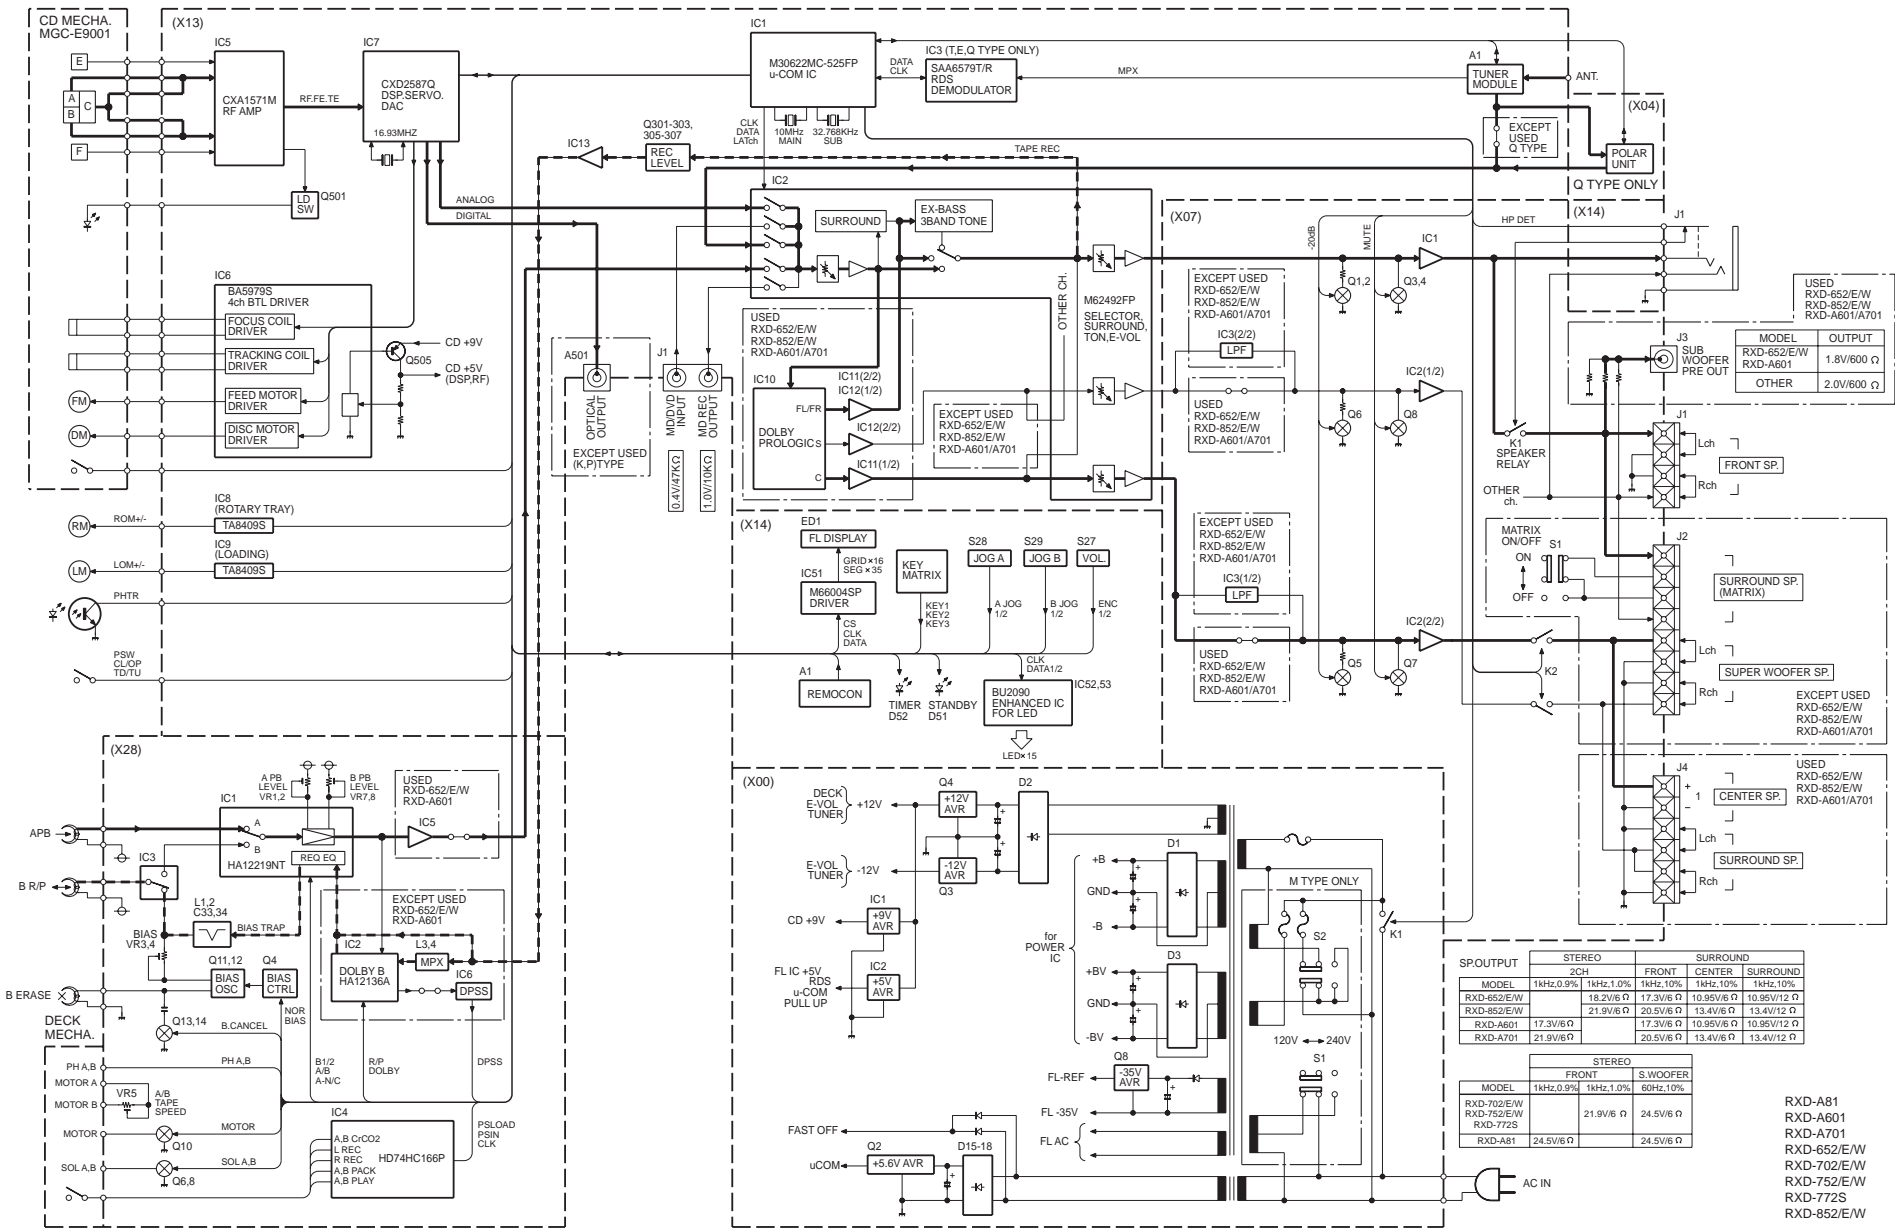 CD MECHA.
MGC-E9001
(X13)
IC5
CXA1571M
RF AMP
E
A
B
C
F
RF.FE.TE
IC7
CXD2587Q
DSP.SERVO.
DAC
16.93MHZ
LD
SW
Q501
IC1
M30622MC-525FP
u-COM IC
CLK
DATA
LATch
10MHz
MAIN
32.768KHz
SUB
IC3 (T,E,Q TYPE ONLY)
DATA
CLK
SAA6579T/R
RDS
DEMODULATOR
MPX
A1
TUNER
MODULE
ANT.
(X04)
EXCEPT
USED
Q TYPE
POLAR
UNIT
Q TYPE ONLY
IC13
Q301-303,
305-307
REC
LEVEL
TAPE REC
ANALOG
DIGITAL
IC2
SURROUND
EX-BASS
3BAND TONE
OTHER CH.
M62492FP
SELECTOR,
SURROUND,
TON,E-VOL
(X07)
-20dB
MUTE
IC1
Q1,2
Q3,4
HP DET
(X14)
J1
EXCEPT USED
RXD-652/E/W
RXD-852/E/W
RXD-A601/A701
IC3(2/2)
LPF
USED
RXD-652/E/W
RXD-852/E/W
RXD-A601/A701
IC2(1/2)
Q6
Q8
USED
RXD-652/E/W
RXD-852/E/W
RXD-A601/A701
J3
SUB
WOOFER
PRE OUT
MODEL OUTPUT
RXD-652/E/W
RXD-A601
1.8V/600 Ω
OTHER 2.0V/600 Ω
IC6
BA5979S
4ch BTL DRIVER
FOCUS COIL
DRIVER
TRACKING COIL
DRIVER
FEED MOTOR
DRIVER
DISC MOTOR
DRIVER
FM
DM
CD +9V
Q505
CD +5V
(DSP,RF)
A501
OPTICAL
OUTPUT
EXCEPT USED
(K,P)TYPE
J1
MD/DVD
INPUT
MD REC
OUTPUT
0.4V/47KΩ
1.0V/10KΩ
USED
RXD-652/E/W
RXD-852/E/W
RXD-A601/A701
IC10
IC11(2/2)
IC12(1/2)
FL/FR
DOLBY
PROLOGIC
S
C
IC12(2/2)
IC11(1/2)
EXCEPT USED
RXD-652/E/W
RXD-852/E/W
RXD-A601/A701
K1
SPEAKER
RELAY
OTHER
ch.
J1
Lch
FRONT SP.
Rch
RM
ROM+/-
IC8
(ROTARY TRAY)
TA8409S
IC9
(LOADING)
LM
LOM+/-
TA8409S
PHTR
PSW
CL/OP
TD/TU
(X14)
ED1
FL DISPLAY
GRID×16
SEG×35
IC51
M66004SP
DRIVER
CS
CLK
DATA
KEY
MATRIX
KEY1
KEY2
KEY3
S28
JOG A
A JOG
1/2
S29
JOG B
B JOG
1/2
S27
VOL.
ENC
1/2
A1
REMOCON
TIMER
D52
STANDBY
D51
CLK
DATA1/2
BU2090
ENHANCED IC
FOR LED
IC52,53
LED×15
EXCEPT USED
RXD-652/E/W
RXD-852/E/W
RXD-A601/A701
IC3(1/2)
LPF
USED
RXD-652/E/W
RXD-852/E/W
RXD-A601/A701
IC2(2/2)
Q5
Q7
K2
MATRIX
ON/OFF
S1
ON
OFF
J2
SURROUND SP.
(MATRIX)
Lch
SUPER WOOFER SP.
Rch
EXCEPT USED
RXD-652/E/W
RXD-852/E/W
RXD-A601/A701
J4
USED
RXD-652/E/W
RXD-852/E/W
RXD-A601/A701
+
1
−
CENTER SP.
Lch
SURROUND SP.
Rch
(X28)
A PB
LEVEL
VR1,2
B PB
LEVEL
VR7,8
IC1
A
B
REQ EQ
HA12219NT
USED
RXD-652/E/W
RXD-A601
IC5
APB
B R/P
IC3
L1,2
C33,34
BIAS TRAP
BIAS
VR3,4
Q11,12
BIAS
OSC
Q4
BIAS
CTRL
NOR
BIAS
B ERASE
DECK
MECHA.
Q13,14
B.CANCEL
EXCEPT USED
RXD-652/E/W
RXD-A601
IC2
L3,4
MPX
DOLBY B
HA12136A
IC6
DPSS
PH A,B
PH A,B
MOTOR A
MOTOR B
VR5
A/B
TAPE
SPEED
MOTOR
MOTOR
Q10
SOL A,B
SOL A,B
Q6,8
B1/2
A/B
A-N/C
R/P
DOLBY
DPSS
IC4
A,B CrCO2
L REC
R REC
A,B PACK
A,B PLAY
HD74HC166P
PSLOAD
PSIN
CLK
(X00)
DECK
E-VOL
TUNER
+12V
Q4
+12V
AVR
D2
E-VOL
TUNER
-12V
-12V
AVR
Q3
CD +9V
IC1
+9V
AVR
FL IC +5V
RDS
u-COM
PULL UP
IC2
+5V
AVR
for
POWER
IC
+B
GND
-B
D1
+BV
GND
-BV
D3
FL-REF
Q8
-35V
AVR
FL -35V
FL AC
FAST OFF
uCOM
Q2
+5.6V AVR
D15-18
M TYPE ONLY
S2
120V
240V
S1
K1
AC IN
SP.OUTPUT STEREO SURROUND
2CH FRONT CENTER SURROUND
MODEL 1kHz,0.9% 1kHz,1.0% 1kHz,10% 1kHz,10% 1kHz,10%
RXD-652/E/W 18.2V/6 Ω 17.3V/6 Ω 10.95V/6 Ω 10.95V/12 Ω
RXD-852/E/W 21.9V/6 Ω 20.5V/6 Ω 13.4V/6 Ω 13.4V/12 Ω
RXD-A601 17.3V/6 Ω 17.3V/6 Ω 10.95V/6 Ω 10.95V/12 Ω
RXD-A701 21.9V/6 Ω 20.5V/6 Ω 13.4V/6 Ω 13.4V/12 Ω
STEREO
FRONT S.WOOFER
MODEL 1kHz,0.9% 1kHz,1.0% 60Hz,10%
RXD-702/E/W
RXD-752/E/W
RXD-772S
21.9V/6 Ω 24.5V/6 Ω
RXD-A81 24.5V/6 Ω 24.5V/6 Ω
RXD-A81
RXD-A601
RXD-A701
RXD-652/E/W
RXD-702/E/W
RXD-752/E/W
RXD-772S
RXD-852/E/W